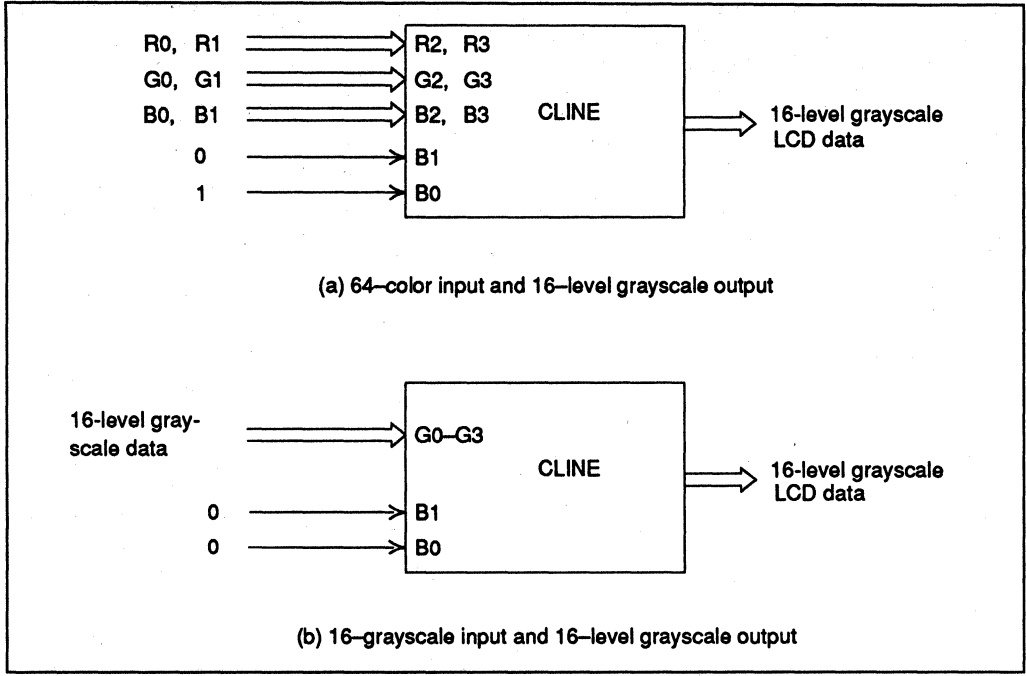 R0, R1 R2, R3
G0, G1 G2, G3
B0, B1 B2, B3
CLINE
16-level grayscale
LCD data
0 B1
1 B0
(a) 64–color input and 16–level grayscale output
16-level gray-
scale data
G0–G3
CLINE
16-level grayscale
LCD data
0 B1
0 B0
(b) 16–grayscale input and 16–level grayscale output